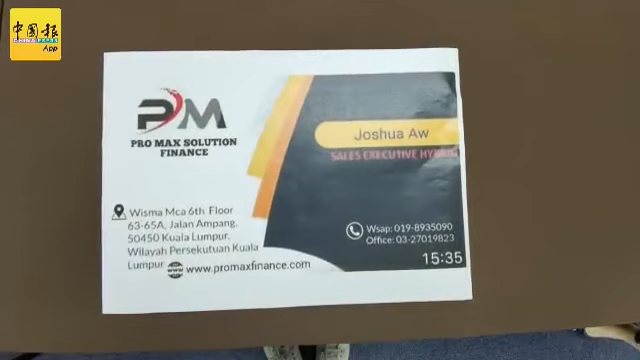 中國報
CHINA PRESS
App
PM
PRO MAX SOLUTION
FINANCE
Joshua Aw
SALES EXECUTIVE HYBRID
Wisma Mca 6th Floor
63-65A, Jalan Ampang.
50450 Kuala Lumpur.
Wilayah Persekutuan Kuala
Lumpur
www.promaxfinance.com
Wsap: 019-8935090
Office: 03-27019823
15:35